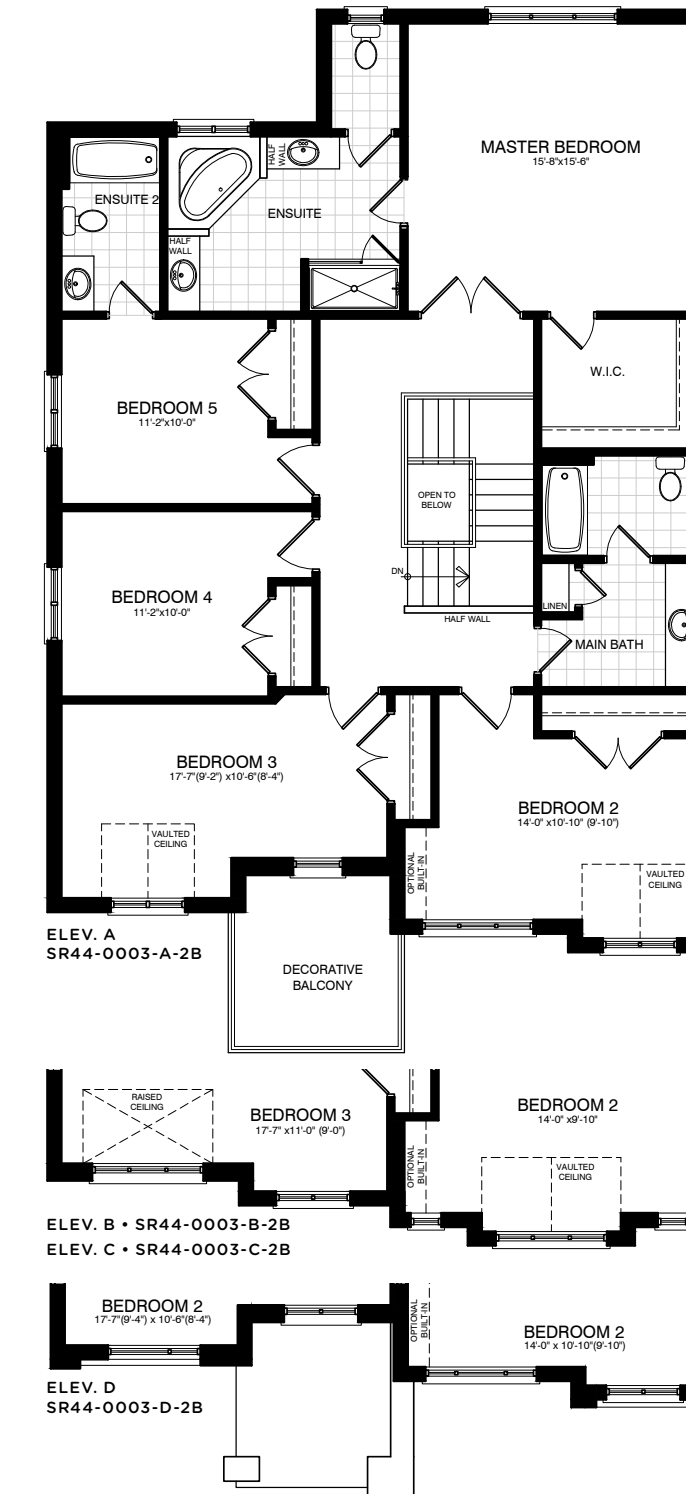 MASTER BEDROOM
15'-8"x15'-6"
HALF
WALL
ENSUITE 2
ENSUITE
HALF
WALL
W.I.C.
BEDROOM 5
11'-2"x10'-0"
OPEN TO
BELOW
DN
BEDROOM 4
11'-2"x10'-0"
LINEN
HALF WALL
MAIN BATH
BEDROOM 3
17'-7"(9'-2") x10'-6"(8'-4")
BEDROOM 2
14'-0" x10'-10" (9'-10")
VAULTED
CEILING
OPTIONAL
BUILT-IN
VAULTED
CEILING
ELEV. A
SR44-0003-A-2B
DECORATIVE
BALCONY
RAISED
CEILING
BEDROOM 3
17'-7" x11'-0" (9'-0")
BEDROOM 2
14'-0" x9'-10"
OPTIONAL
BUILT-IN
VAULTED
CEILING
ELEV. B • SR44-0003-B-2B
ELEV. C • SR44-0003-C-2B
BEDROOM 2
17'-7"(9'-4") x 10'-6"(8'-4")
OPTIONAL
BUILT-IN
BEDROOM 2
14'-0" x 10'-10"(9'-10")
ELEV. D
SR44-0003-D-2B